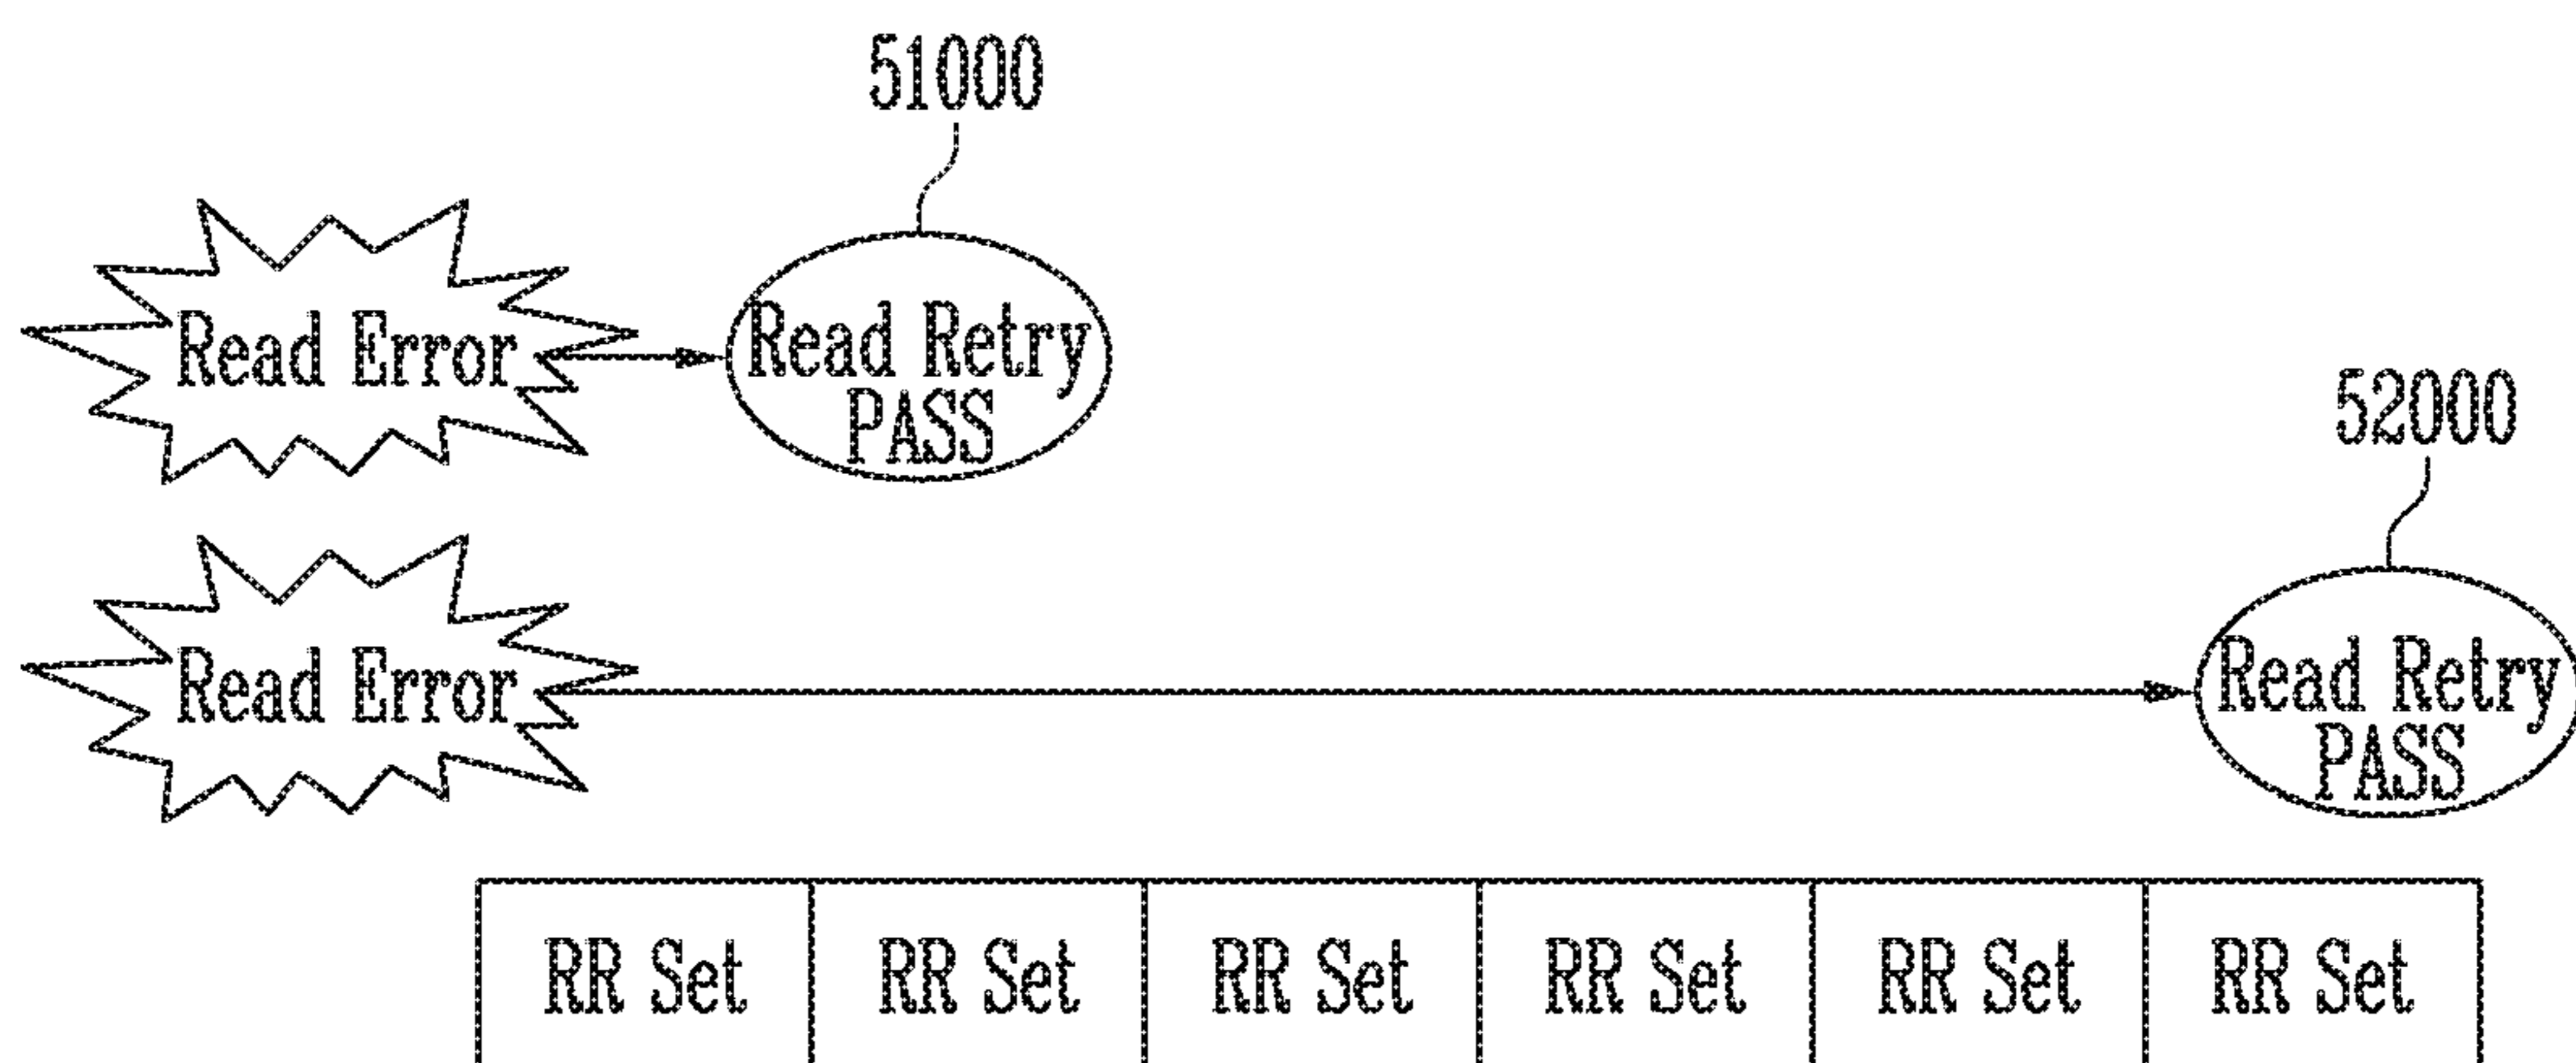 51000
Read Error
Read Retry
PASS
52000
Read Error
Read Retry
PASS
RR Set RR Set RR Set RR Set RR Set RR Set